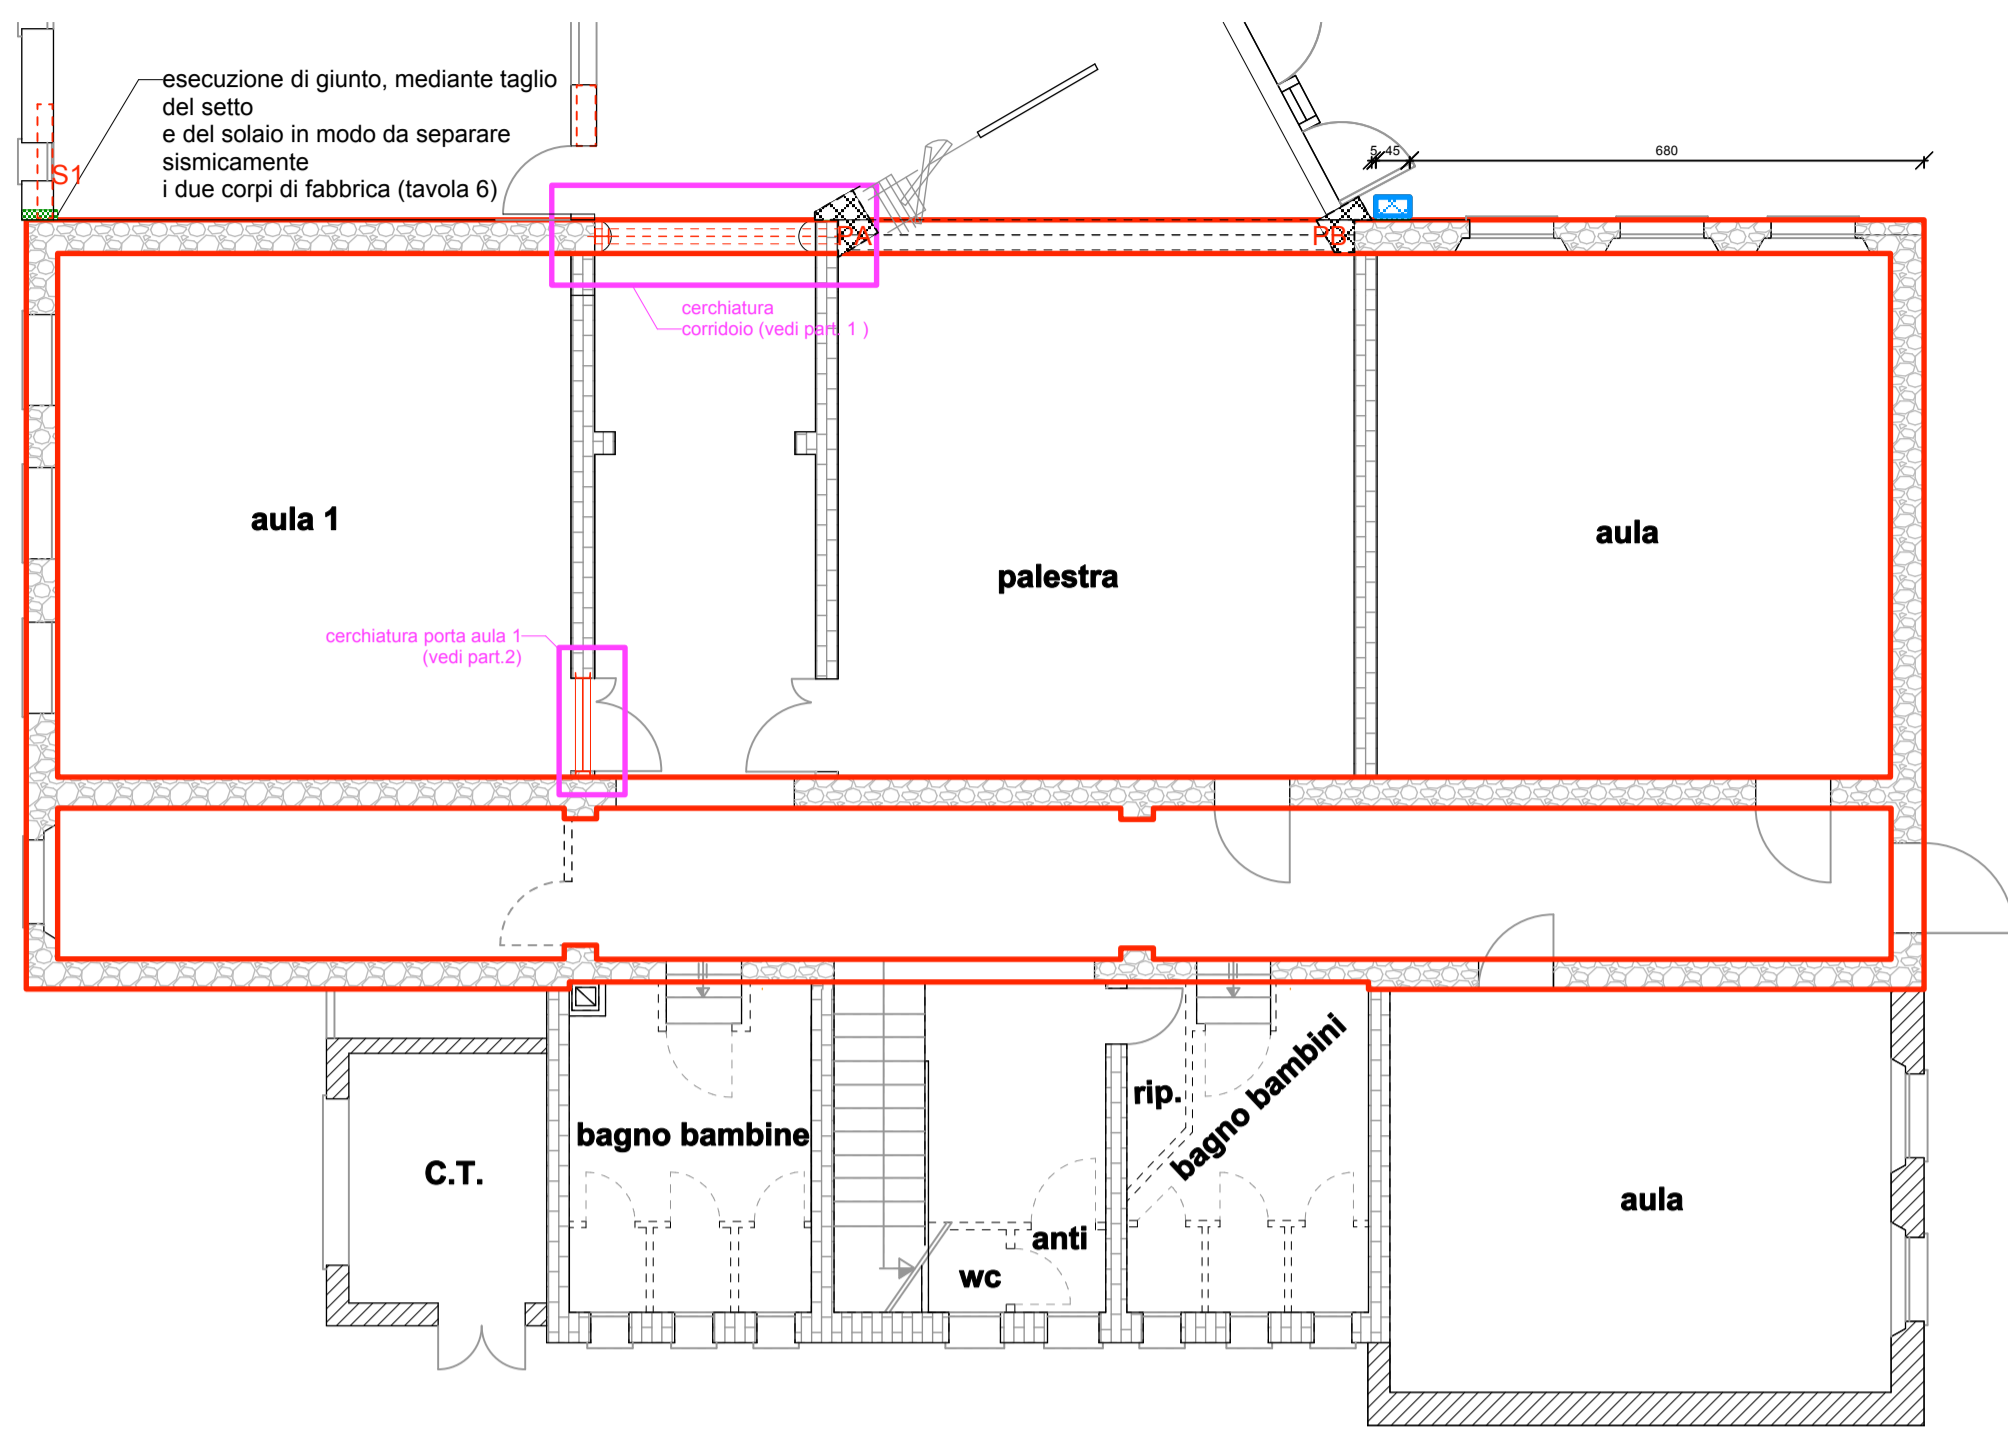 esecuzione di giunto, mediante taglio
del setto
e del solaio in modo da separare
sismicamente
i due corpi di fabbrica (tavola 6)
S1
5
45
680
PA
PB
cerchiatura
corridoio (vedi part. 1 )
aula 1
aula
palestra
cerchiatura porta aula 1
(vedi part.2)
rip.
bagno bambini
bagno bambine
C.T.
aula
anti
wc